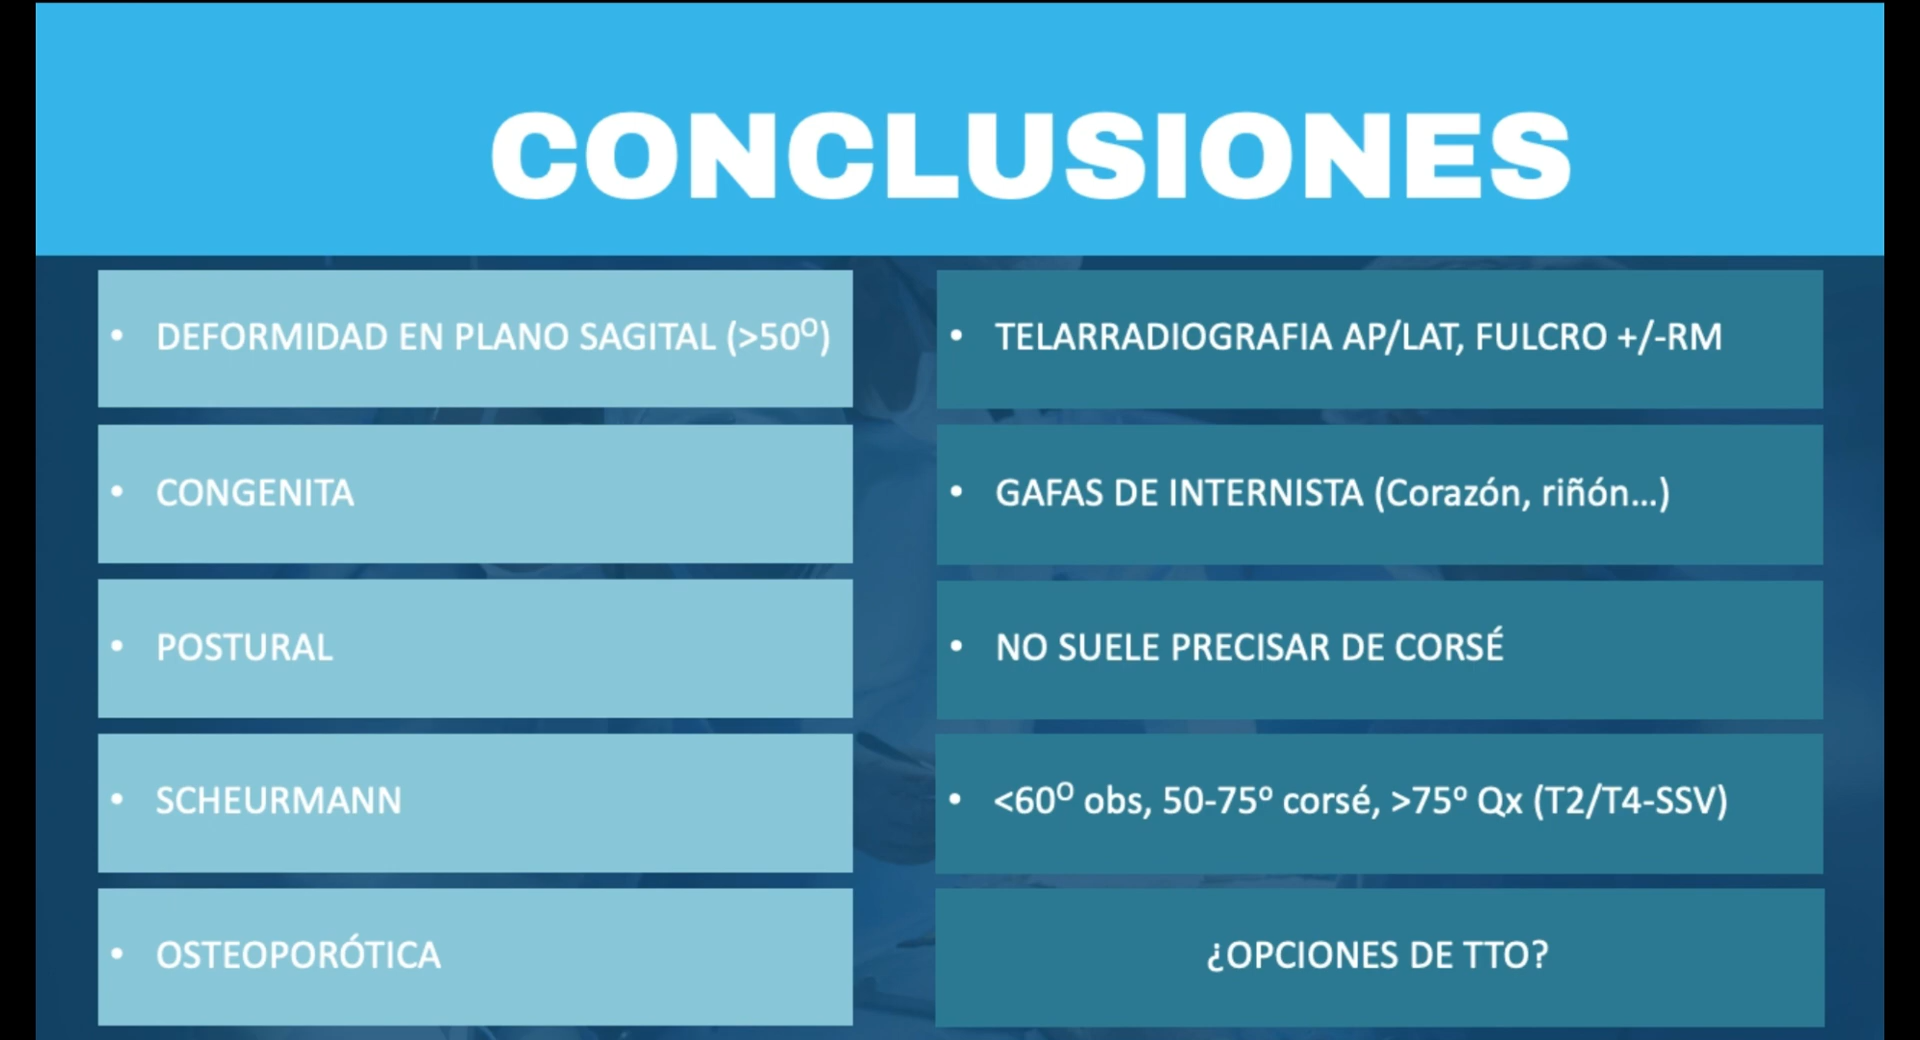 CONCLUSIONES
• DEFORMIDAD EN PLANO SAGITAL (>50º)
• TELARRADIOGRAFIA AP/LAT, FULCRO +/-RM
• CONGENITA
• GAFAS DE INTERNISTA (Corazón, riñón...)
• POSTURAL
• NO SUELE PRECISAR DE CORSÉ
• SCHEURMANN
• <60º obs, 50-75º corsé, >75º Qx (T2/T4-SSV)
• OSTEOPORÓTICA
¿OPCIONES DE TTO?